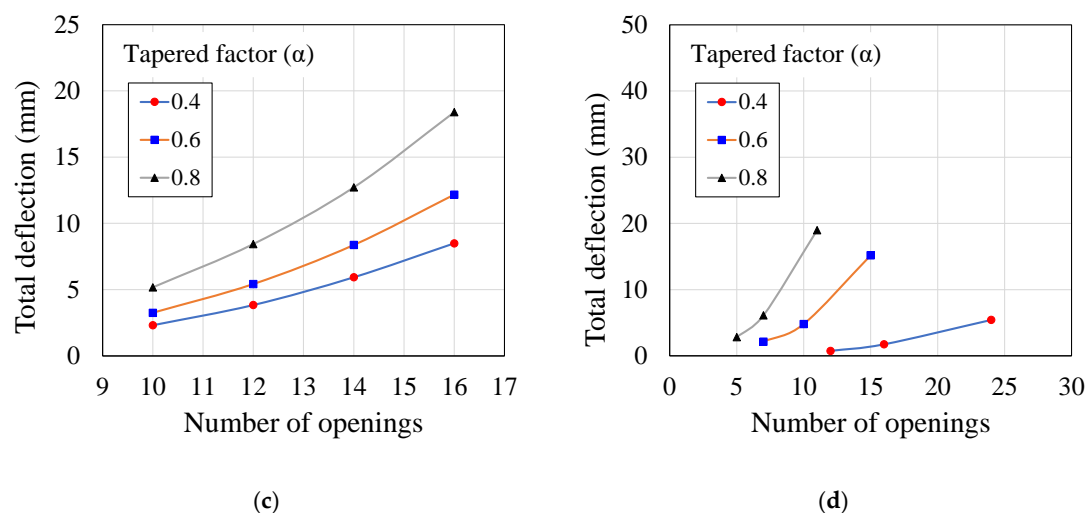 25
20
15
10
5
0
Total deflection (mm)
Tapered factor (α)
0.4
0.6
0.8
9 10 11 12 13 14 15 16 17
Number of openings
(c)
50
40
30
20
10
0
Total deflection (mm)
Tapered factor (α)
0.4
0.6
0.8
0 5 10 15 20 25 30
Number of openings
(d)